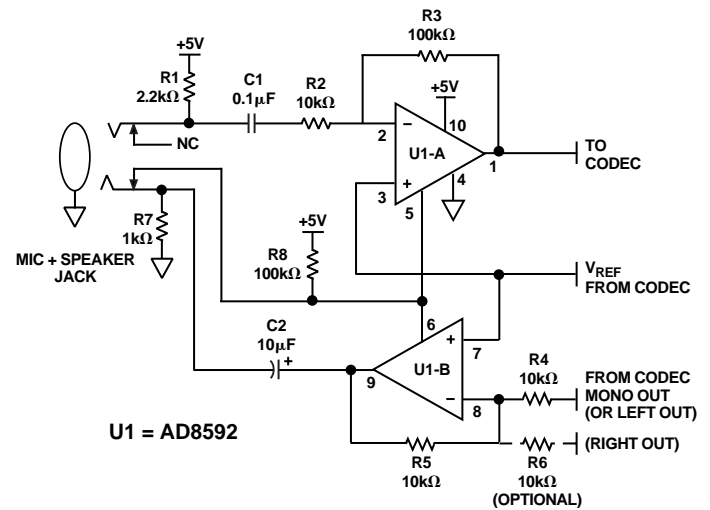 +5V
R1
2.2kΩ
C1
0.1µF
R2
10kΩ
R3
100kΩ
+5V
10
2
−
U1-A
1
TO
CODEC
+
4
3
5
NC
R7
1kΩ
MIC + SPEAKER
JACK
+5V
R8
100kΩ
VREF
FROM CODEC
C2
10µF
+
6
+
7
9
U1-B
−
8
R4
10kΩ
FROM CODEC
MONO OUT
(OR LEFT OUT)
U1 = AD8592
R5
10kΩ
R6
10kΩ
(OPTIONAL)
(RIGHT OUT)